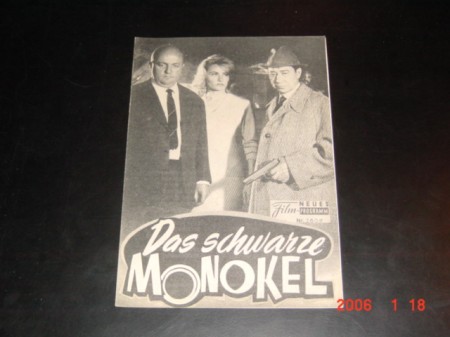 NEUES
Film-PROGRAMM
Das schwarze
MONOKEL
2006 1 18